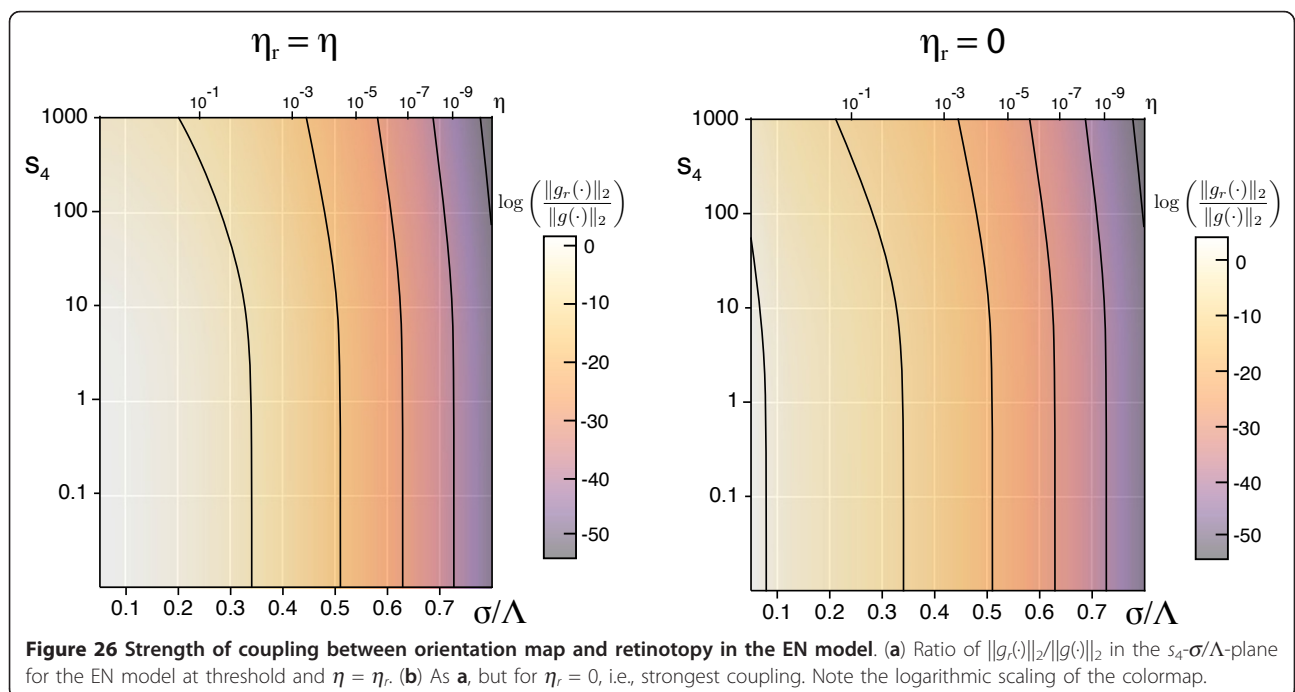 ηr = η
10-1 10-3 10-5 10-7 10-9 η
1000
S4
100
10
1
0.1
0.1 0.2 0.3 0.4 0.5 0.6 0.7 σ/Λ
log (‖gr(·)‖2 / ‖g(·)‖2)
0
-10
-20
-30
-40
-50
ηr = 0
10-1 10-3 10-5 10-7 10-9 η
1000
S4
100
10
1
0.1
0.1 0.2 0.3 0.4 0.5 0.6 0.7 σ/Λ
log (‖gr(·)‖2 / ‖g(·)‖2)
0
-10
-20
-30
-40
-50
Figure 26 Strength of coupling between orientation map and retinotopy in the EN model. (a) Ratio of ||gr(·)||2/||g(·)||2 in the s4-σ/Λ-plane
for the EN model at threshold and η = ηr. (b) As a, but for ηr = 0, i.e., strongest coupling. Note the logarithmic scaling of the colormap.